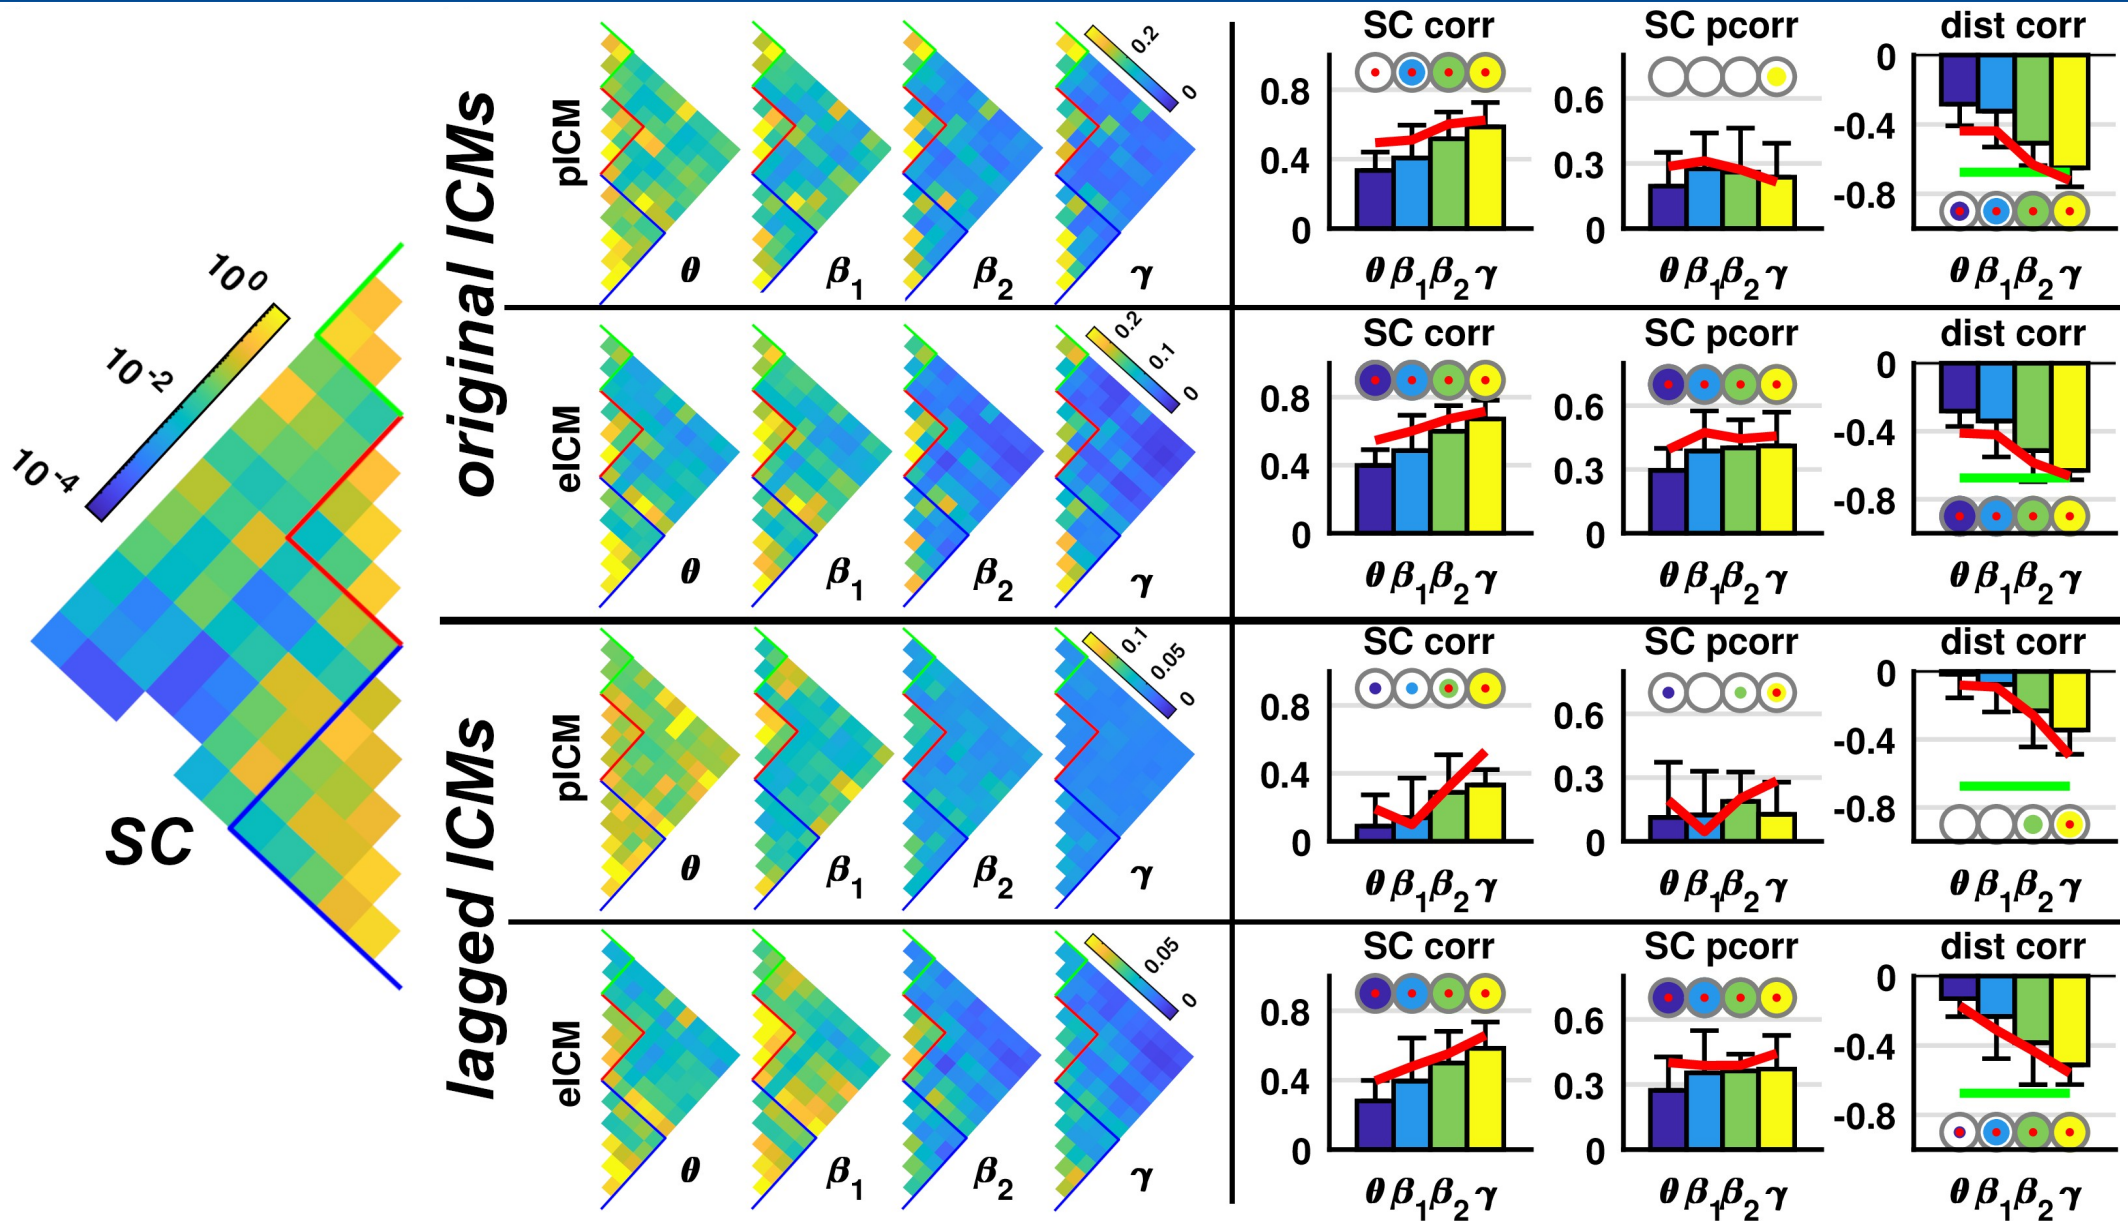 SC
10⁰
10⁻²
10⁻⁴
original ICMs
pICM
θ
β₁
β₂
γ
0.2
0
SC corr
0.8
0.4
0
θ β₁ β₂ γ
SC pcorr
0.6
0.3
0
θ β₁ β₂ γ
dist corr
0
-0.4
-0.8
θ β₁ β₂ γ
eICM
θ
β₁
β₂
γ
0.2
0.1
0
SC corr
0.8
0.4
0
θ β₁ β₂ γ
SC pcorr
0.6
0.3
0
θ β₁ β₂ γ
dist corr
0
-0.4
-0.8
θ β₁ β₂ γ
lagged ICMs
pICM
θ
β₁
β₂
γ
0.1
0.05
0
SC corr
0.8
0.4
0
θ β₁ β₂ γ
SC pcorr
0.6
0.3
0
θ β₁ β₂ γ
dist corr
0
-0.4
-0.8
θ β₁ β₂ γ
eICM
θ
β₁
β₂
γ
0.05
0
SC corr
0.8
0.4
0
θ β₁ β₂ γ
SC pcorr
0.6
0.3
0
θ β₁ β₂ γ
dist corr
0
-0.4
-0.8
θ β₁ β₂ γ